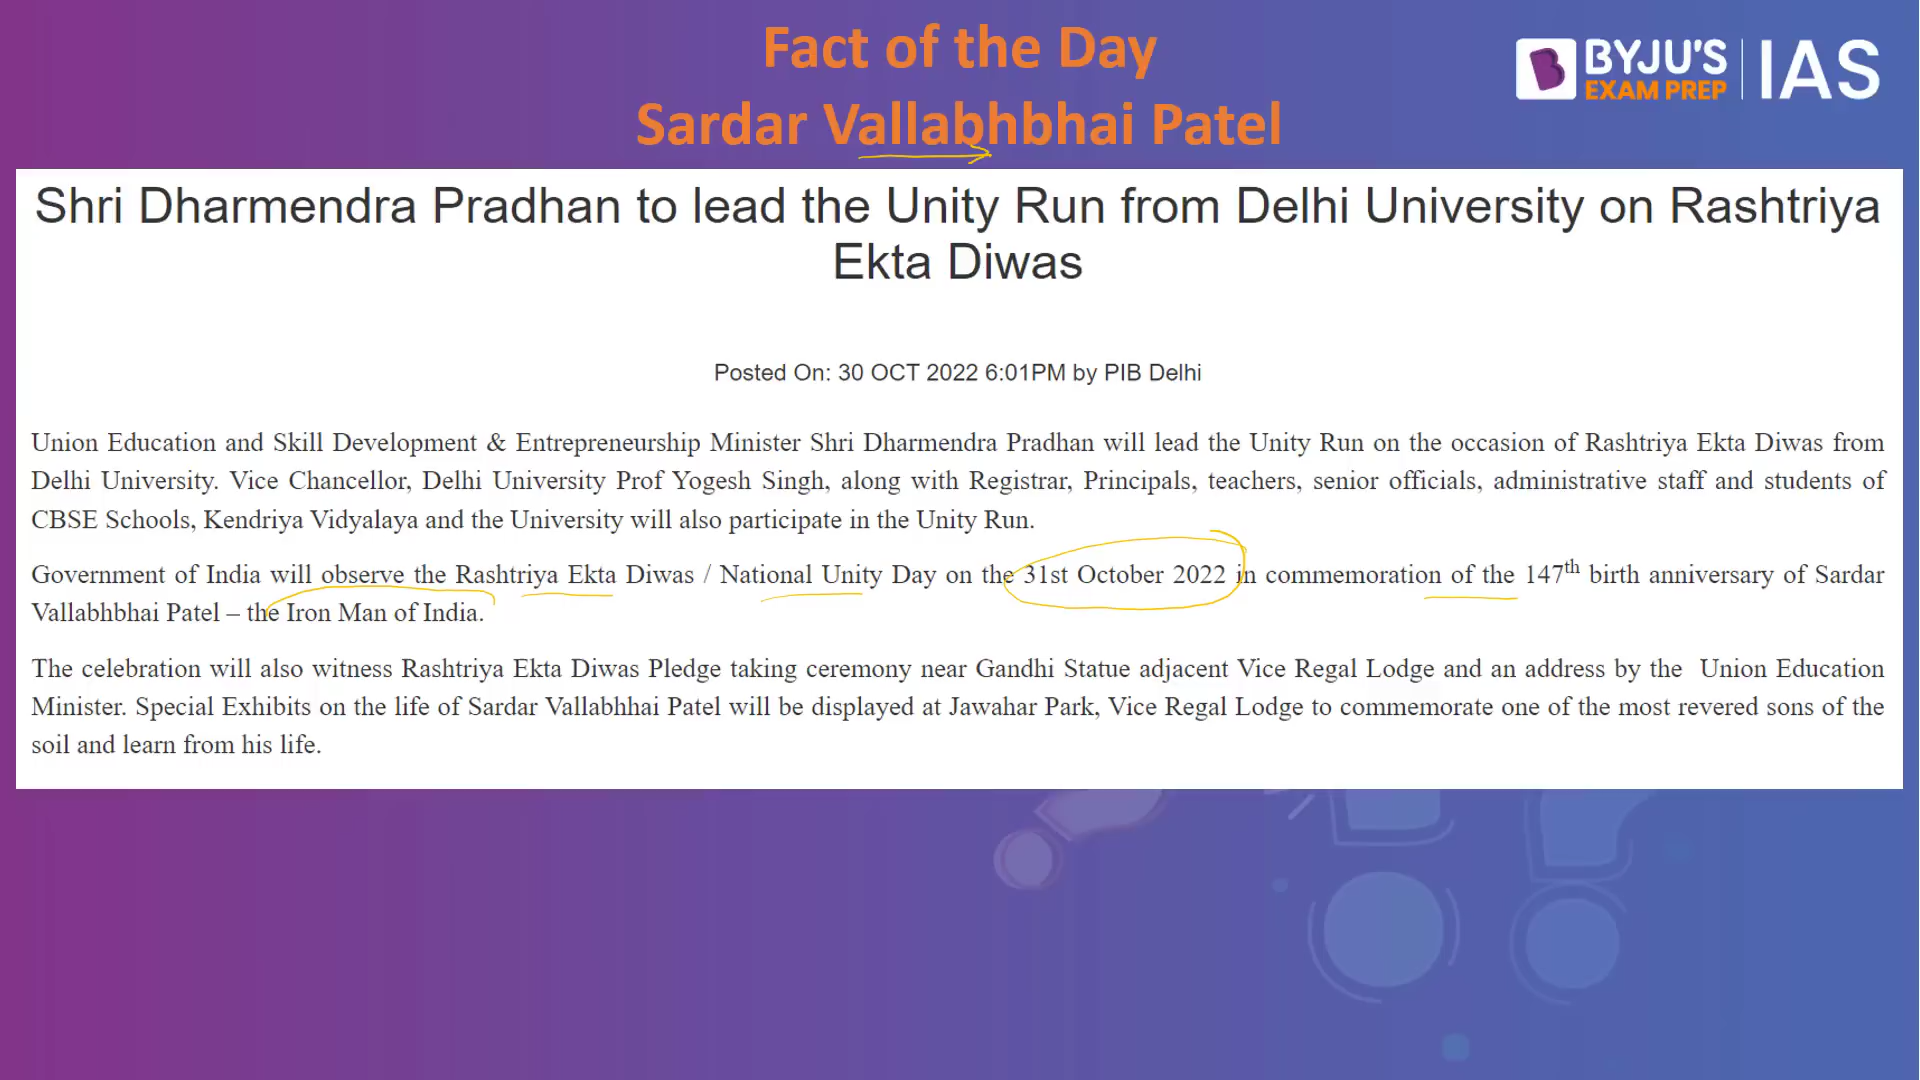 Fact of the Day
Sardar Vallabhbhai Patel
BYJU'S
EXAM PREP
IAS
Shri Dharmendra Pradhan to lead the Unity Run from Delhi University on Rashtriya
Ekta Diwas
Posted On: 30 OCT 2022 6:01PM by PIB Delhi
Union Education and Skill Development & Entrepreneurship Minister Shri Dharmendra Pradhan will lead the Unity Run on the occasion of Rashtriya Ekta Diwas from
Delhi University. Vice Chancellor, Delhi University Prof Yogesh Singh, along with Registrar, Principals, teachers, senior officials, administrative staff and students of
CBSE Schools, Kendriya Vidyalaya and the University will also participate in the Unity Run.
Government of India will observe the Rashtriya Ekta Diwas / National Unity Day on the 31st October 2022 in commemoration of the 147th birth anniversary of Sardar
Vallabhbhai Patel – the Iron Man of India.
The celebration will also witness Rashtriya Ekta Diwas Pledge taking ceremony near Gandhi Statue adjacent Vice Regal Lodge and an address by the Union Education
Minister. Special Exhibits on the life of Sardar Vallabhhai Patel will be displayed at Jawahar Park, Vice Regal Lodge to commemorate one of the most revered sons of the
soil and learn from his life.